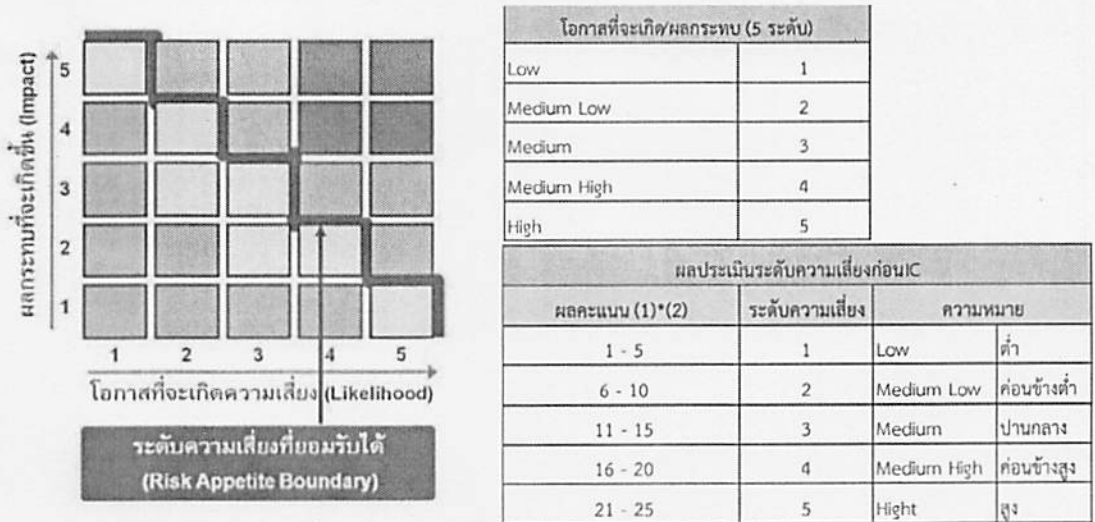 ผลกระทบที่จะเกิดขึ้น (Impact)
5
4
3
2
1
1 2 3 4 5
โอกาสที่จะเกิดความเสี่ยง (Likelihood)
ระดับความเสี่ยงที่ยอมรับได้
(Risk Appetite Boundary)
โอกาสที่จะเกิด/ผลกระทบ (5 ระดับ)
Low 1
Medium Low 2
Medium 3
Medium High 4
High 5
ผลประเมินระดับความเสี่ยงก่อนIC
ผลคะแนน (1)*(2) ระดับความเสี่ยง ความหมาย
1 - 5 1 Low ต่ำ
6 - 10 2 Medium Low ค่อนข้างต่ำ
11 - 15 3 Medium ปานกลาง
16 - 20 4 Medium High ค่อนข้างสูง
21 - 25 5 Hight สูง